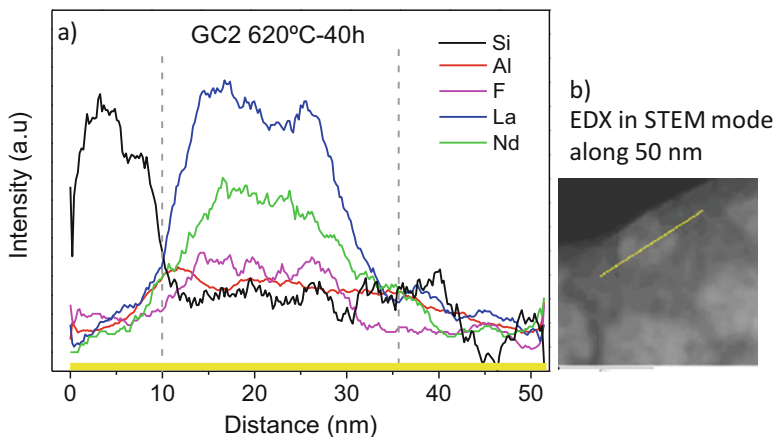 a)
GC2 620ºC-40h
Si
Al
F
La
Nd
Intensity (a.u)
0 10 20 30 40 50
Distance (nm)
b)
EDX in STEM mode
along 50 nm